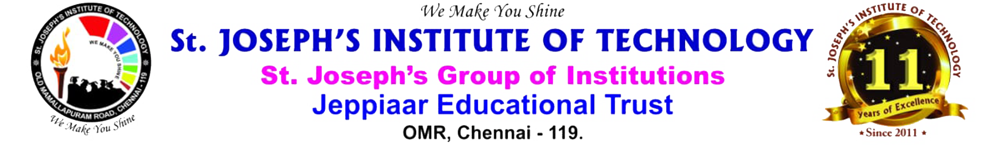 St. JOSEPH'S INSTITUTE OF TECHNOLOGY
WE MAKE YOU SHINE
OLD MAMALLAPURAM ROAD, CHENNAI - 119
We Make You Shine
We Make You Shine
St. JOSEPH'S INSTITUTE OF TECHNOLOGY
St. Joseph's Group of Institutions
Jeppiaar Educational Trust
OMR, Chennai - 119.
St. JOSEPH'S INSTITUTE OF TECHNOLOGY
11
Years of Excellence
Since 2011